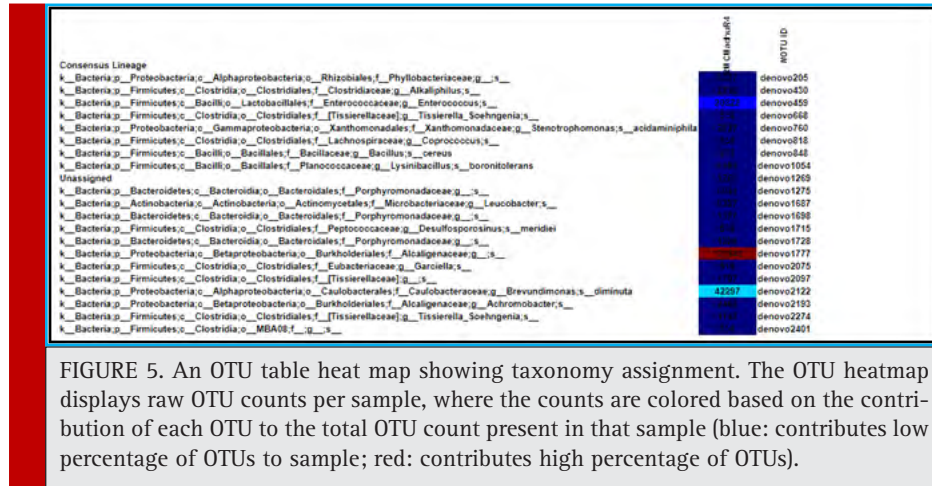 #OTU ID
Consensus Lineage
k__Bacteria;p__Proteobacteria;c__Alphaproteobacteria;o__Rhizobiales;f__Phyllobacteriaceae;g__;s__ denovo205
k__Bacteria;p__Firmicutes;c__Clostridia;o__Clostridiales;f__Clostridiaceae;g__Alkaliphilus;s__ denovo430
k__Bacteria;p__Firmicutes;c__Bacilli;o__Lactobacillales;f__Enterococcaceae;g__Enterococcus;s__ denovo459
k__Bacteria;p__Firmicutes;c__Clostridia;o__Clostridiales;f__[Tissierellaceae];g__Tissierella_Soehngenia;s__ denovo668
k__Bacteria;p__Proteobacteria;c__Gammaproteobacteria;o__Xanthomonadales;f__Xanthomonadaceae;g__Stenotrophomonas;s__acidaminiphila denovo760
k__Bacteria;p__Firmicutes;c__Clostridia;o__Clostridiales;f__Lachnospiraceae;g__Coprococcus;s__ denovo818
k__Bacteria;p__Firmicutes;c__Bacilli;o__Bacillales;f__Bacillaceae;g__Bacillus;s__cereus denovo848
k__Bacteria;p__Firmicutes;c__Bacilli;o__Bacillales;f__Planococcaceae;g__Lysinibacillus;s__boronitolerans denovo1054
Unassigned denovo1269
k__Bacteria;p__Bacteroidetes;c__Bacteroidia;o__Bacteroidales;f__Porphyromonadaceae;g__;s__ denovo1275
k__Bacteria;p__Actinobacteria;c__Actinobacteria;o__Actinomycetales;f__Microbacteriaceae;g__Leucobacter;s__ denovo1687
k__Bacteria;p__Bacteroidetes;c__Bacteroidia;o__Bacteroidales;f__Porphyromonadaceae;g__;s__ denovo1698
k__Bacteria;p__Firmicutes;c__Clostridia;o__Clostridiales;f__Peptococcaceae;g__Desulfosporosinus;s__meridiei denovo1715
k__Bacteria;p__Bacteroidetes;c__Bacteroidia;o__Bacteroidales;f__Porphyromonadaceae;g__;s__ denovo1728
k__Bacteria;p__Proteobacteria;c__Betaproteobacteria;o__Burkholderiales;f__Alcaligenaceae;g__;s__ denovo1777
k__Bacteria;p__Firmicutes;c__Clostridia;o__Clostridiales;f__Eubacteriaceae;g__Garciella;s__ denovo2075
k__Bacteria;p__Firmicutes;c__Clostridia;o__Clostridiales;f__[Tissierellaceae];g__;s__ denovo2097
k__Bacteria;p__Proteobacteria;c__Alphaproteobacteria;o__Caulobacterales;f__Caulobacteraceae;g__Brevundimonas;s__diminuta 42297 denovo2122
k__Bacteria;p__Proteobacteria;c__Betaproteobacteria;o__Burkholderiales;f__Alcaligenaceae;g__Achromobacter;s__ denovo2193
k__Bacteria;p__Firmicutes;c__Clostridia;o__Clostridiales;f__[Tissierellaceae];g__Tissierella_Soehngenia;s__ denovo2274
k__Bacteria;p__Firmicutes;c__Clostridia;o__MBA08;f__;g__;s__ denovo2401
FIGURE 5. An OTU table heat map showing taxonomy assignment. The OTU heatmap
displays raw OTU counts per sample, where the counts are colored based on the contri-
bution of each OTU to the total OTU count present in that sample (blue: contributes low
percentage of OTUs to sample; red: contributes high percentage of OTUs).